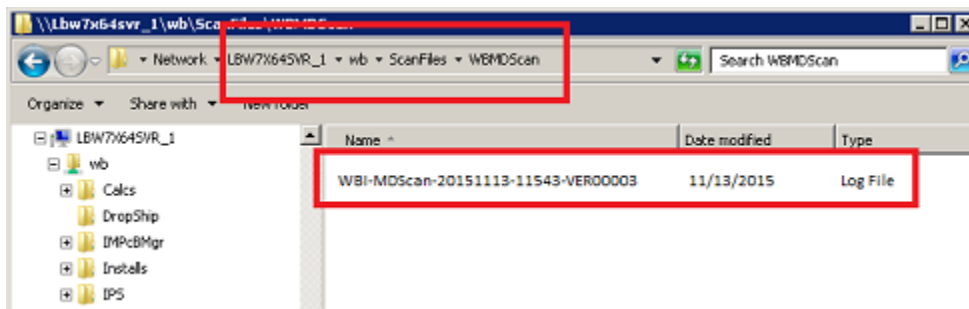 \\Lbw7x64svr_1\wb\ScanFiles\WBMDScan
Network LBW7X64SVR_1 wb ScanFiles WBMDScan
Search WBMDScan
Organize Share with New folder
LBW7X64SVR_1
Name Date modified Type
wb
WBI-MDScan-20151113-11543-VER00003 11/13/2015 Log File
Calcs
DropShip
IMPcBMgr
Installs
IPS